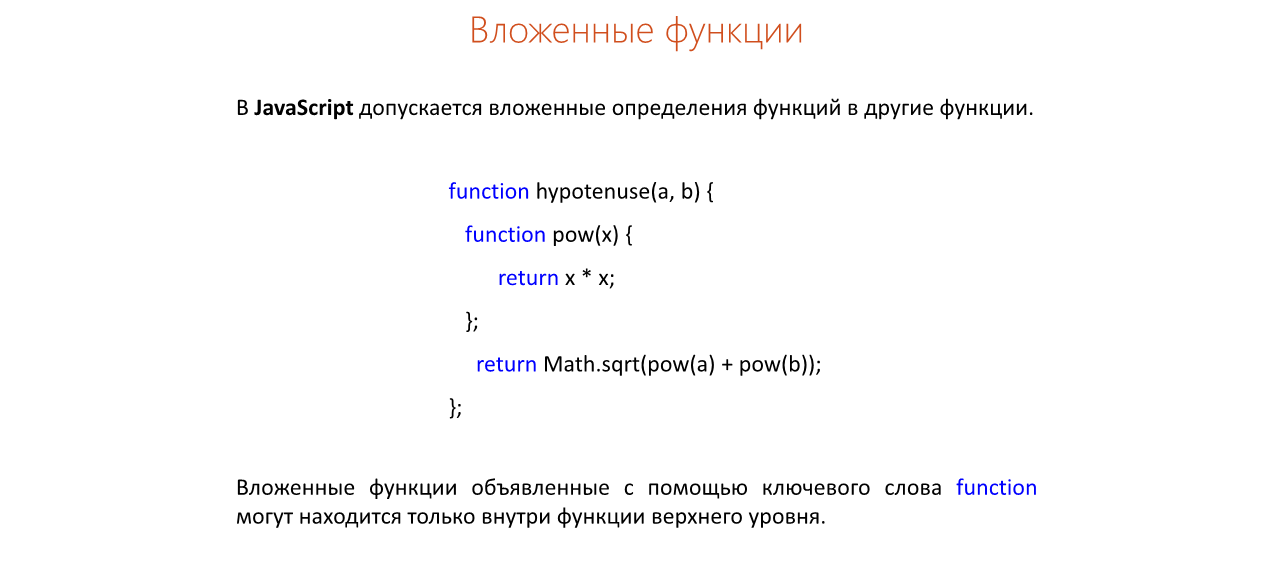 Вложенные функции
В JavaScript допускается вложенные определения функций в другие функции.
function hypotenuse(a, b) {
function pow(x) {
return x * x;
};
return Math.sqrt(pow(a) + pow(b));
};
Вложенные функции объявленные с помощью ключевого слова function
могут находится только внутри функции верхнего уровня.